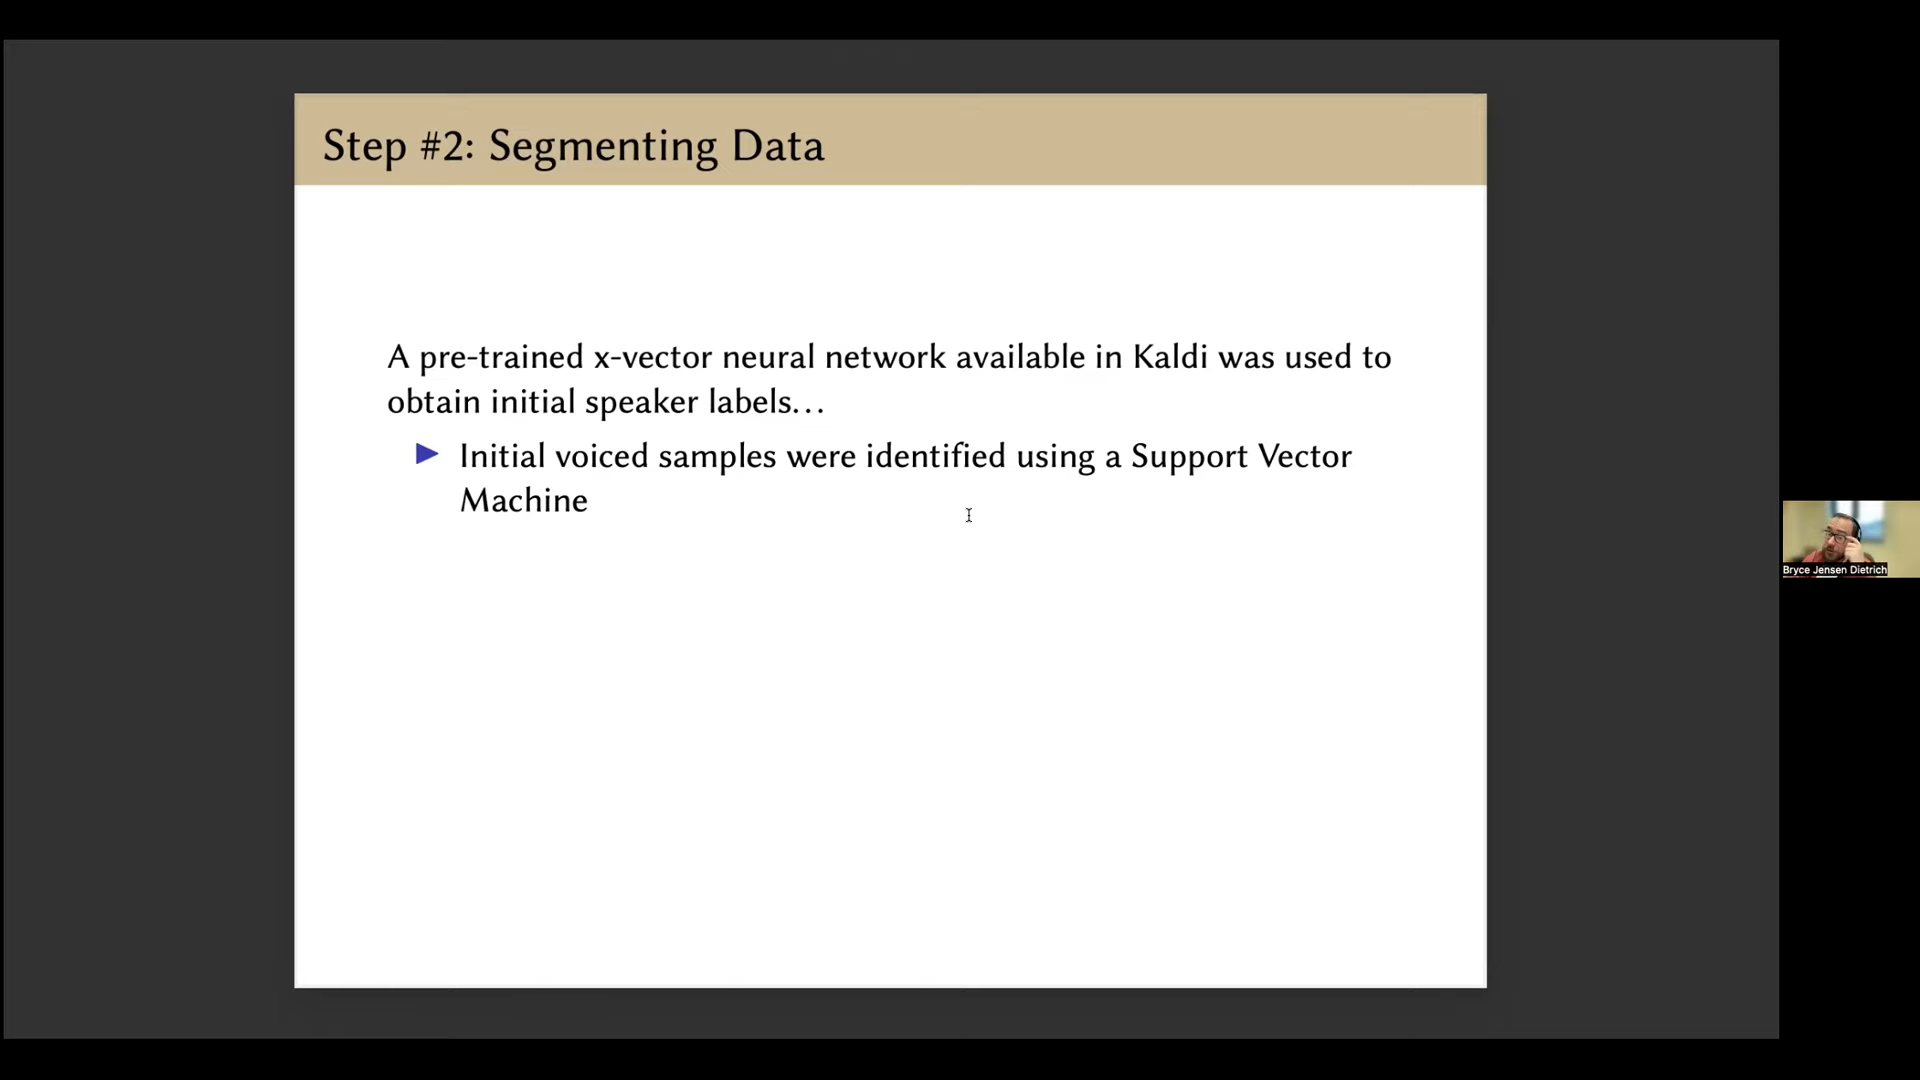 Step #2: Segmenting Data
A pre-trained x-vector neural network available in Kaldi was used to
obtain initial speaker labels...
Initial voiced samples were identified using a Support Vector
Machine
Bryce Jensen Dietrich